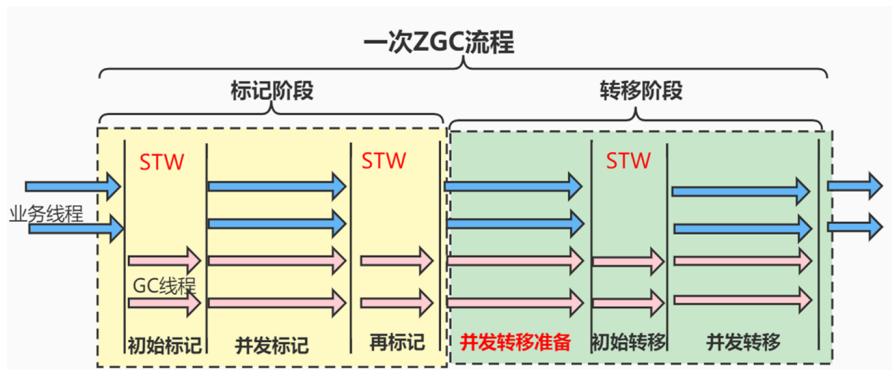 一次ZGC流程
标记阶段
转移阶段
STW
STW
STW
业务线程
GC线程
初始标记
并发标记
再标记
并发转移准备
初始转移
并发转移